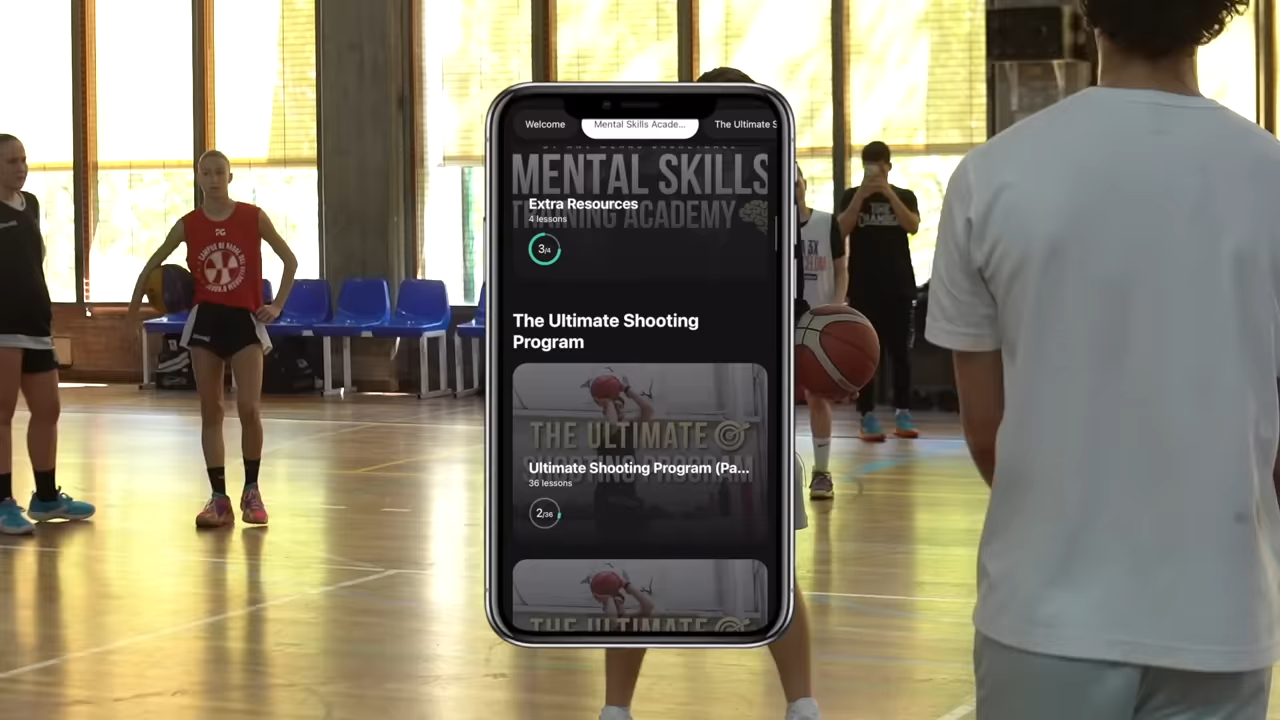 Welcome
Mental Skills Acade...
The Ultimate S
MENTAL SKILLS
TRAINING ACADEMY
Extra Resources
4 lessons
3/4
The Ultimate Shooting
Program
THE ULTIMATE
SHOOTING PROGRAM
Ultimate Shooting Program (Pa...
36 lessons
2/36
THE ULTIMATE